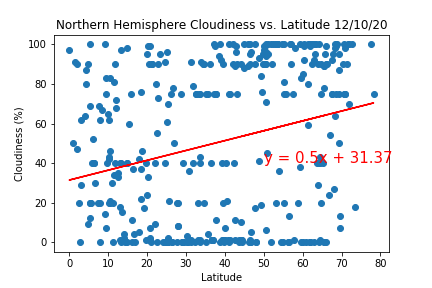 Northern Hemisphere Cloudiness vs. Latitude 12/10/20
100
80
60
40
20
0
Cloudiness (%)
y = 0.5x + 31.37
0 10 20 30 40 50 60 70 80
Latitude